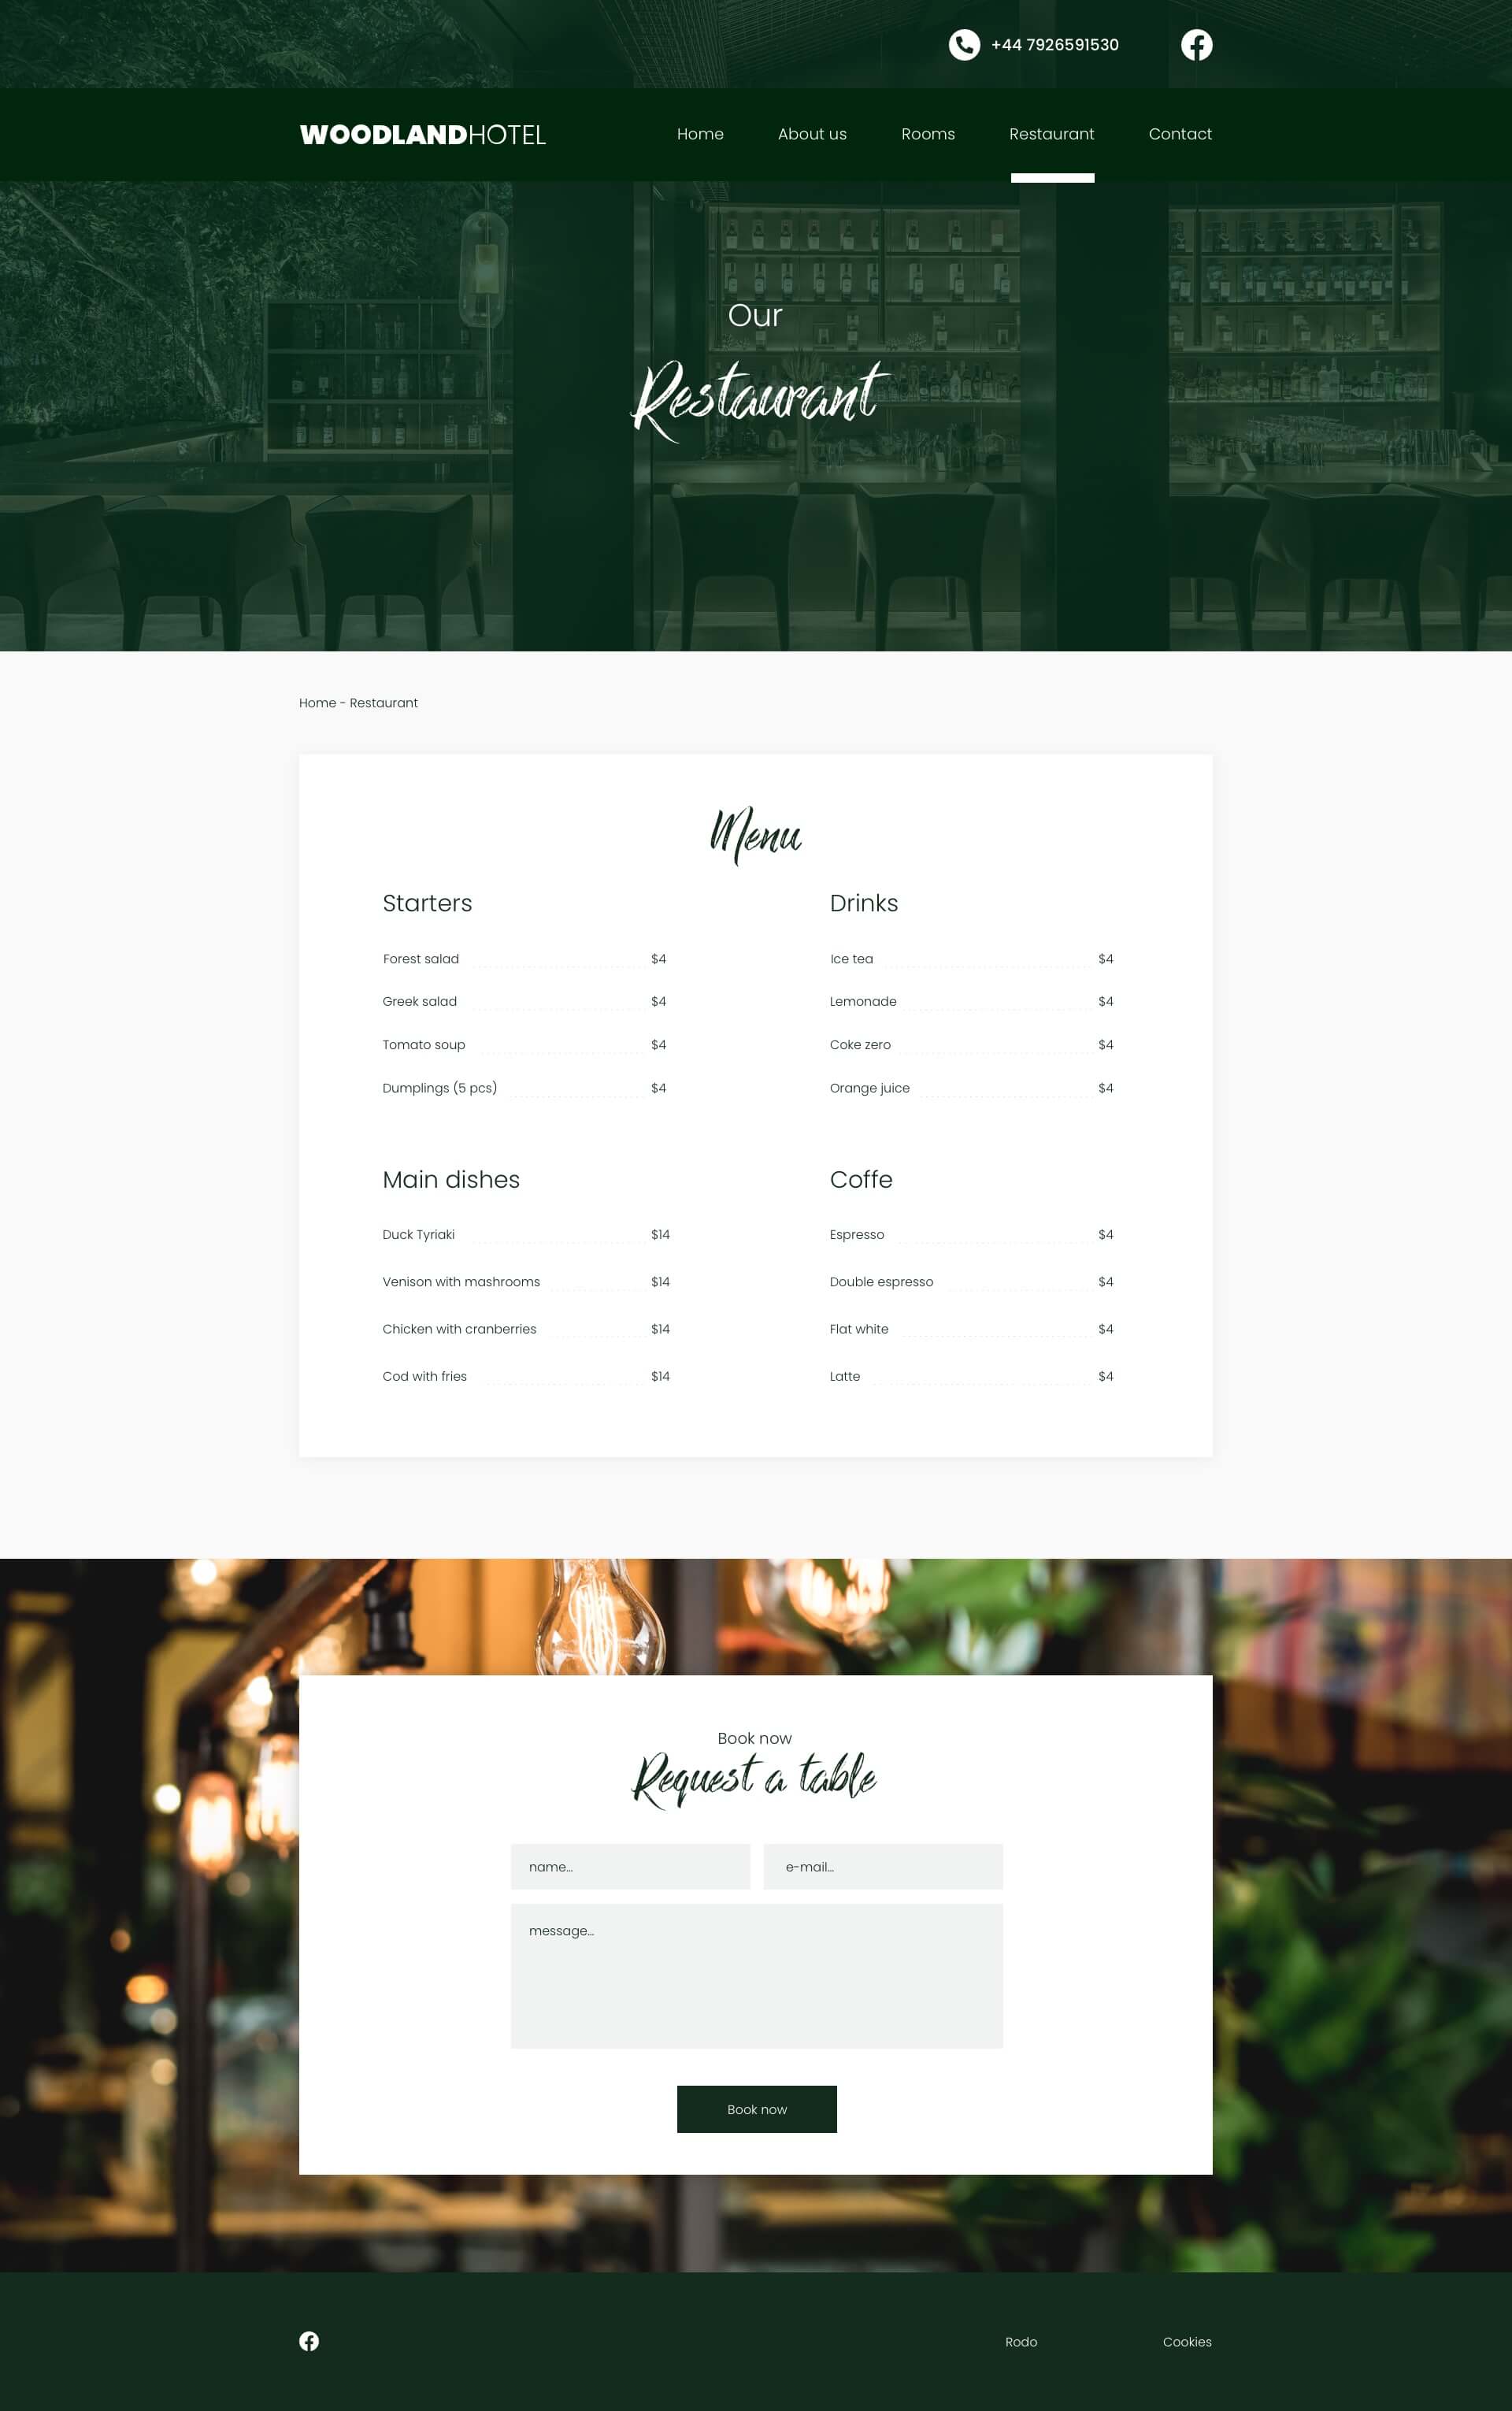 +44 7926591530
WOODLANDHOTEL
Home About us Rooms Restaurant Contact
Our
Restaurant
Home - Restaurant
Menu
Starters
Forest salad $4
Greek salad $4
Tomato soup $4
Dumplings (5 pcs) $4
Drinks
Ice tea $4
Lemonade $4
Coke zero $4
Orange juice $4
Main dishes
Duck Tyriaki $14
Venison with mashrooms $14
Chicken with cranberries $14
Cod with fries $14
Coffe
Espresso $4
Double espresso $4
Flat white $4
Latte $4
Book now
Request a table
name...
e-mail...
message...
Book now
Rodo
Cookies